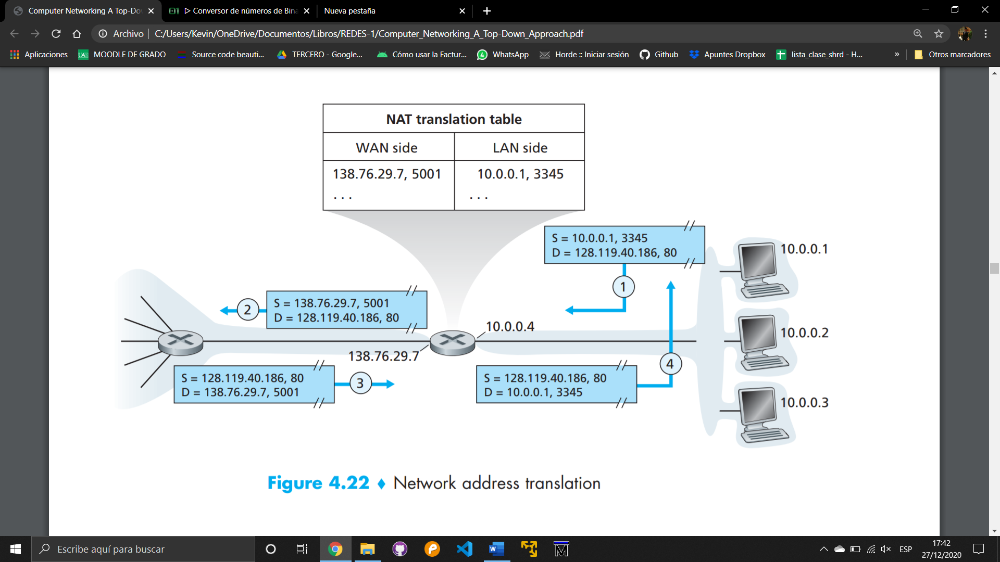 Computer Networking A Top-Do
▷ Conversor de números de Bina
Nueva pestaña
Archivo | C:/Users/Kevin/OneDrive/Documentos/Libros/REDES-1/Computer_Networking_A_Top-Down_Approach.pdf
Aplicaciones
MOODLE DE GRADO
Source code beauti...
TERCERO - Google...
Cómo usar la Factur...
WhatsApp
Horde :: Iniciar sesión
Github
Apuntes Dropbox
lista_clase_shrd - H...
»
Otros marcadores
NAT translation table
WAN side
LAN side
138.76.29.7, 5001
10.0.0.1, 3345
. . .
. . .
S = 10.0.0.1, 3345
D = 128.119.40.186, 80
1
10.0.0.1
2
S = 138.76.29.7, 5001
D = 128.119.40.186, 80
10.0.0.4
10.0.0.2
138.76.29.7
S = 128.119.40.186, 80
D = 138.76.29.7, 5001
3
S = 128.119.40.186, 80
D = 10.0.0.1, 3345
4
10.0.0.3
Figure 4.22 ♦ Network address translation
Escribe aquí para buscar
ESP
17:42
27/12/2020